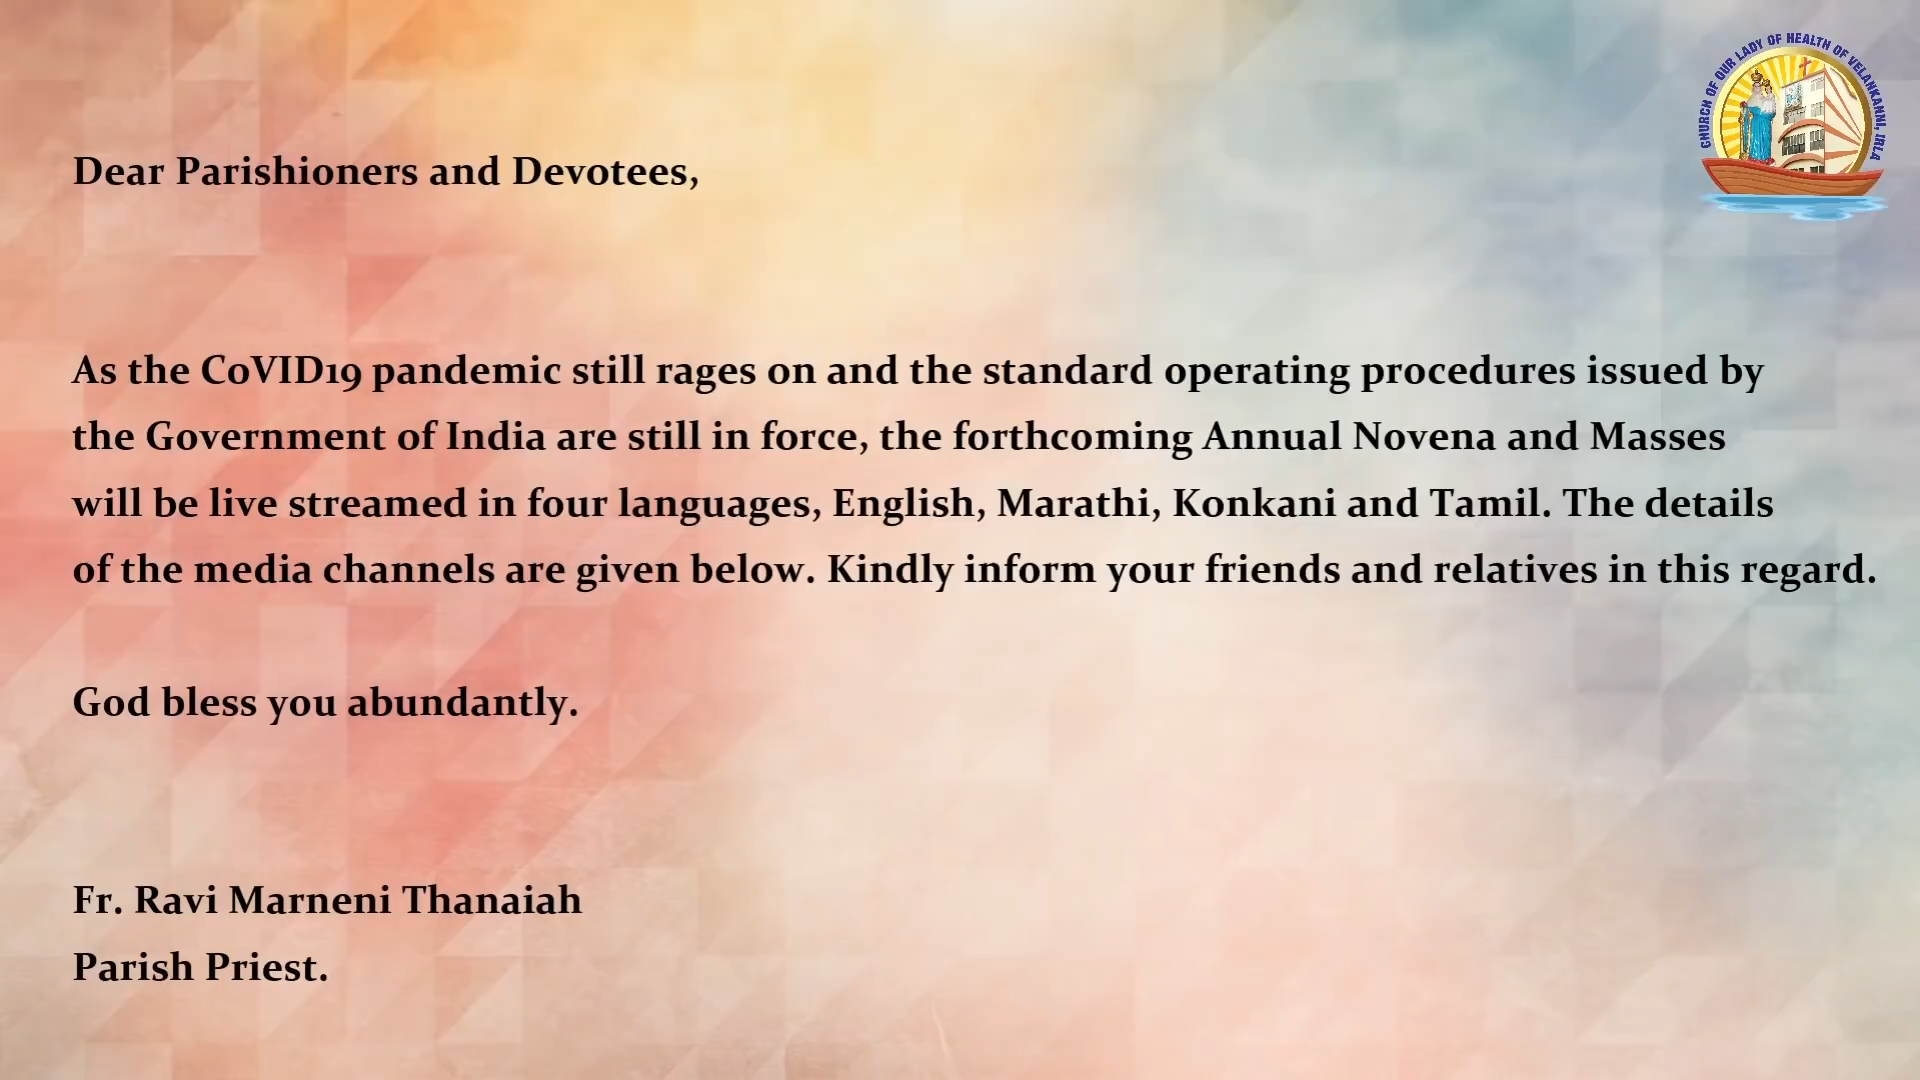 CHURCH OF OUR LADY OF HEALTH OF VELANKANNI, IRLA
Dear Parishioners and Devotees,
As the CoVID19 pandemic still rages on and the standard operating procedures issued by
the Government of India are still in force, the forthcoming Annual Novena and Masses
will be live streamed in four languages, English, Marathi, Konkani and Tamil. The details
of the media channels are given below. Kindly inform your friends and relatives in this regard.
God bless you abundantly.
Fr. Ravi Marneni Thanaiah
Parish Priest.